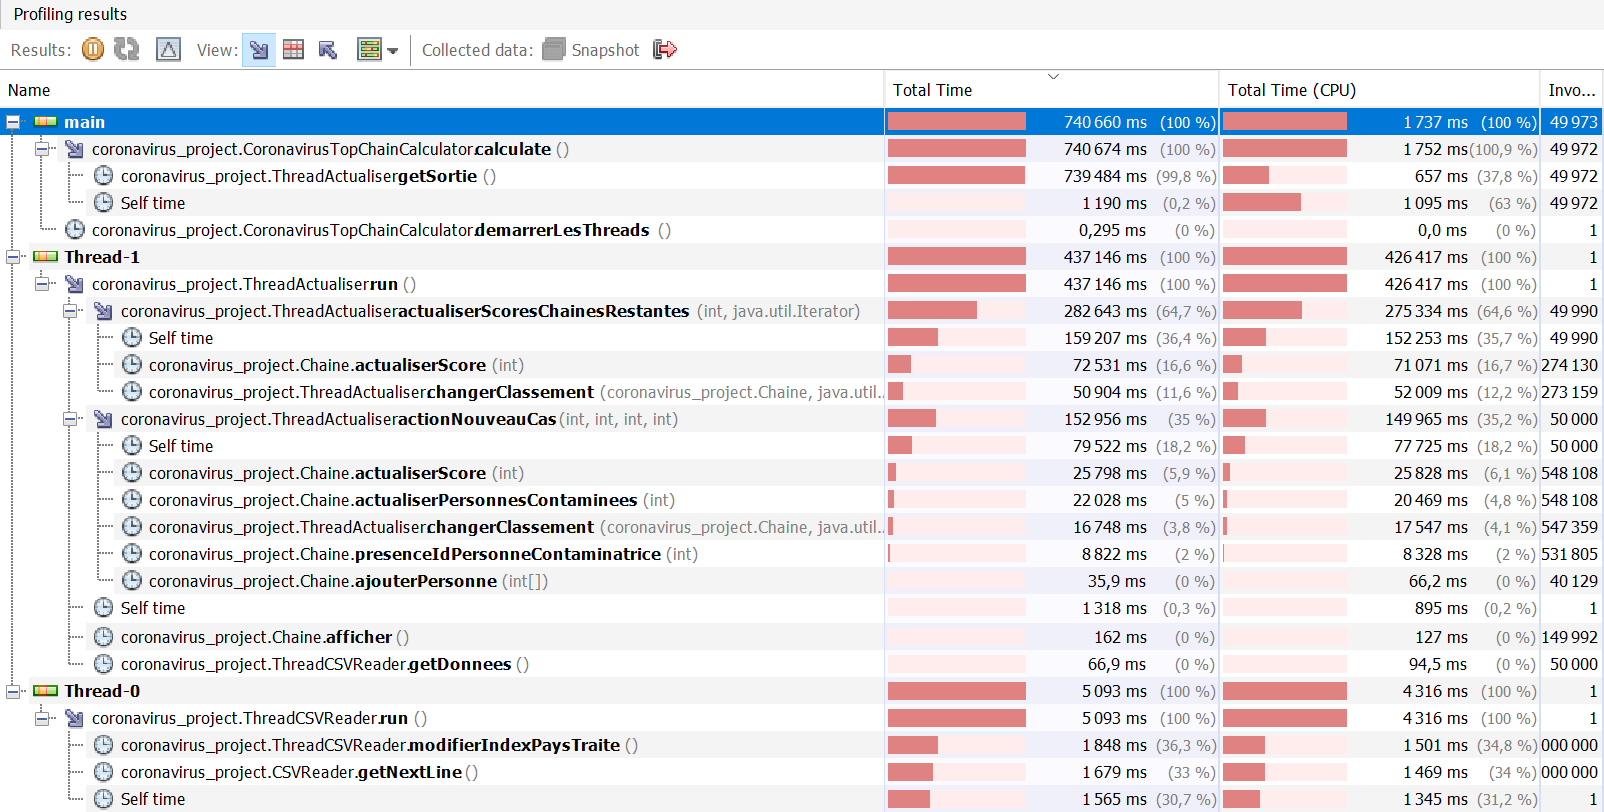 Profiling results
Results: View: Collected data: Snapshot
Name Total Time Total Time (CPU) Invo...
main 740 660 ms (100 %) 1 737 ms (100 %) 49 973
coronavirus_project.CoronavirusTopChainCalculator.calculate () 740 674 ms (100 %) 1 752 ms (100,9 %) 49 972
coronavirus_project.ThreadActualisergetSortie () 739 484 ms (99,8 %) 657 ms (37,8 %) 49 972
Self time 1 190 ms (0,2 %) 1 095 ms (63 %) 49 972
coronavirus_project.CoronavirusTopChainCalculator.demarrerLesThreads () 0,295 ms (0 %) 0,0 ms (0 %) 1
Thread-1 437 146 ms (100 %) 426 417 ms (100 %) 1
coronavirus_project.ThreadActualiserrun () 437 146 ms (100 %) 426 417 ms (100 %) 1
coronavirus_project.ThreadActualiseractualiserScoresChainesRestantes (int, java.util.Iterator) 282 643 ms (64,7 %) 275 334 ms (64,6 %) 49 990
Self time 159 207 ms (36,4 %) 152 253 ms (35,7 %) 49 990
coronavirus_project.Chaine.actualiserScore (int) 72 531 ms (16,6 %) 71 071 ms (16,7 %) 274 130
coronavirus_project.ThreadActualiser.changerClassement (coronavirus_project.Chaine, java.util... 50 904 ms (11,6 %) 52 009 ms (12,2 %) 273 159
coronavirus_project.ThreadActualiseractionNouveauCas (int, int, int, int) 152 956 ms (35 %) 149 965 ms (35,2 %) 50 000
Self time 79 522 ms (18,2 %) 77 725 ms (18,2 %) 50 000
coronavirus_project.Chaine.actualiserScore (int) 25 798 ms (5,9 %) 25 828 ms (6,1 %) 548 108
coronavirus_project.Chaine.actualiserPersonnesContaminees (int) 22 028 ms (5 %) 20 469 ms (4,8 %) 548 108
coronavirus_project.ThreadActualiser.changerClassement (coronavirus_project.Chaine, java.util... 16 748 ms (3,8 %) 17 547 ms (4,1 %) 547 359
coronavirus_project.Chaine.presenceIdPersonneContaminatrice (int) 8 822 ms (2 %) 8 328 ms (2 %) 531 805
coronavirus_project.Chaine.ajouterPersonne (int[]) 35,9 ms (0 %) 66,2 ms (0 %) 40 129
Self time 1 318 ms (0,3 %) 895 ms (0,2 %) 1
coronavirus_project.Chaine.afficher () 162 ms (0 %) 127 ms (0 %) 149 992
coronavirus_project.ThreadCSVReader.getDonnees () 66,9 ms (0 %) 94,5 ms (0 %) 50 000
Thread-0 5 093 ms (100 %) 4 316 ms (100 %) 1
coronavirus_project.ThreadCSVReader.run () 5 093 ms (100 %) 4 316 ms (100 %) 1
coronavirus_project.ThreadCSVReader.modifierIndexPaysTraite () 1 848 ms (36,3 %) 1 501 ms (34,8 %) 000 000
coronavirus_project.CSVReader.getNextLine () 1 679 ms (33 %) 1 469 ms (34 %) 000 000
Self time 1 565 ms (30,7 %) 1 345 ms (31,2 %) 1